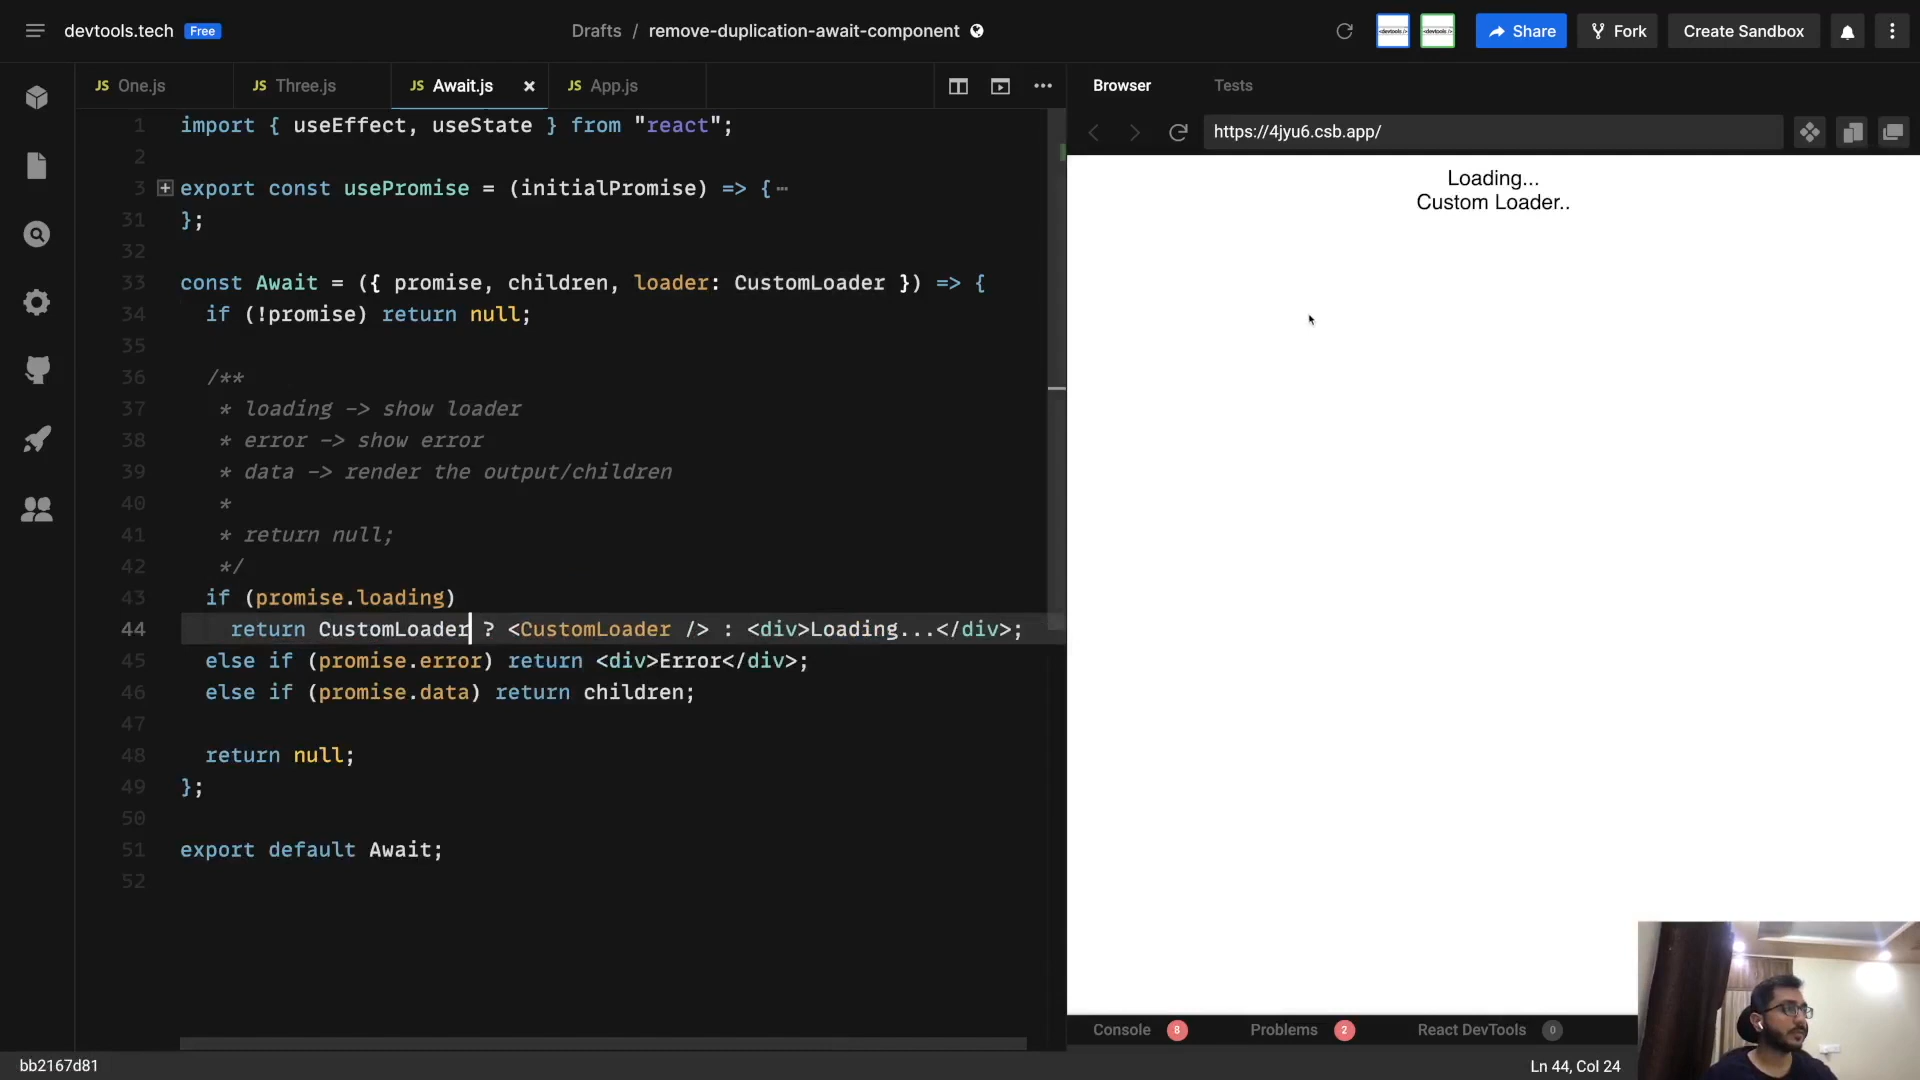 devtools.tech Free
Drafts / remove-duplication-await-component
Share
Fork
Create Sandbox
JS One.js
JS Three.js
JS Await.js
JS App.js
1 import { useEffect, useState } from "react";
2
3 export const usePromise = (initialPromise) => {
31 };
32
33 const Await = ({ promise, children, loader: CustomLoader }) => {
34 if (!promise) return null;
35
36 /**
37 * loading -> show loader
38 * error -> show error
39 * data -> render the output/children
40 *
41 * return null;
42 */
43 if (promise.loading)
44 return CustomLoader ? <CustomLoader /> : <div>Loading...</div>;
45 else if (promise.error) return <div>Error</div>;
46 else if (promise.data) return children;
47
48 return null;
49 };
50
51 export default Await;
52
Browser
Tests
https://4jyu6.csb.app/
Loading...
Custom Loader..
Console 8
Problems 2
React DevTools 0
bb2167d81
Ln 44, Col 24